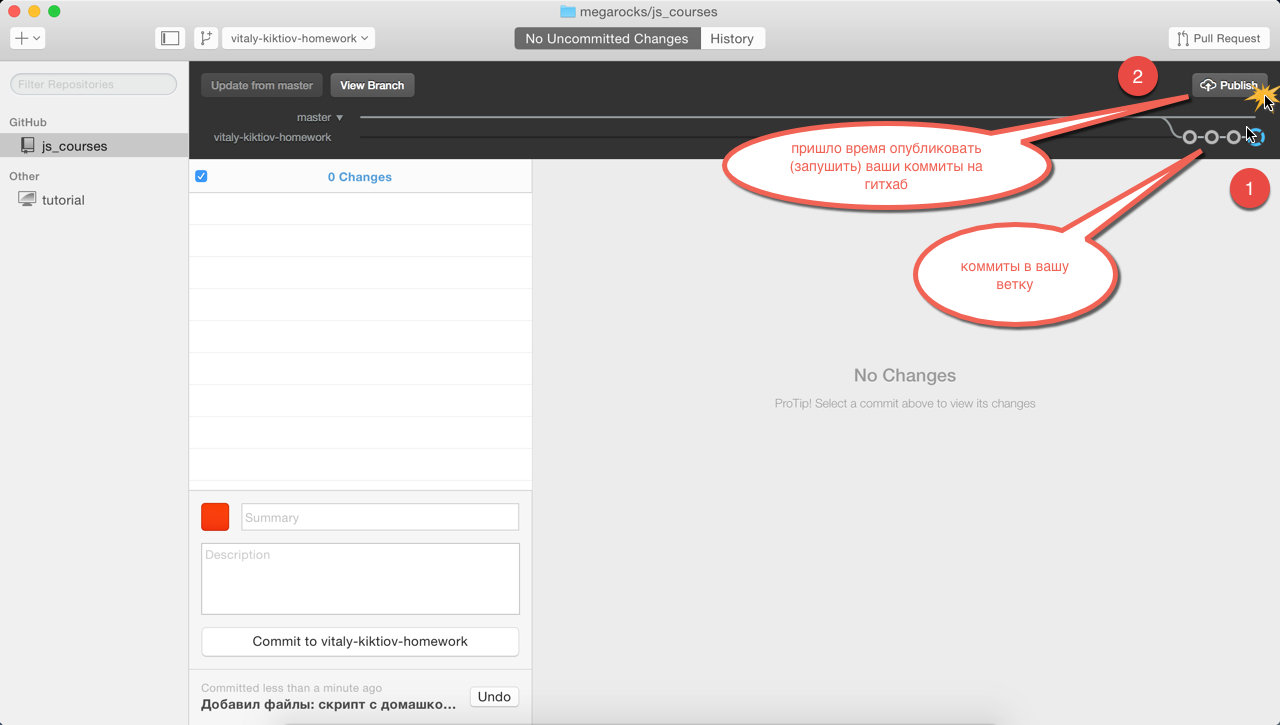 megarocks/js_courses
vitaly-kiktiov-homework
No Uncommitted Changes
History
Pull Request
Filter Repositories
GitHub
js_courses
Other
tutorial
Update from master
View Branch
2
Publish
master
vitaly-kiktiov-homework
пришло время опубликовать
(запушить) ваши коммиты на
гитхаб
1
коммиты в вашу
ветку
0 Changes
No Changes
ProTip! Select a commit above to view its changes
Summary
Description
Commit to vitaly-kiktiov-homework
Committed less than a minute ago
Добавил файлы: скрипт с домашко...
Undo